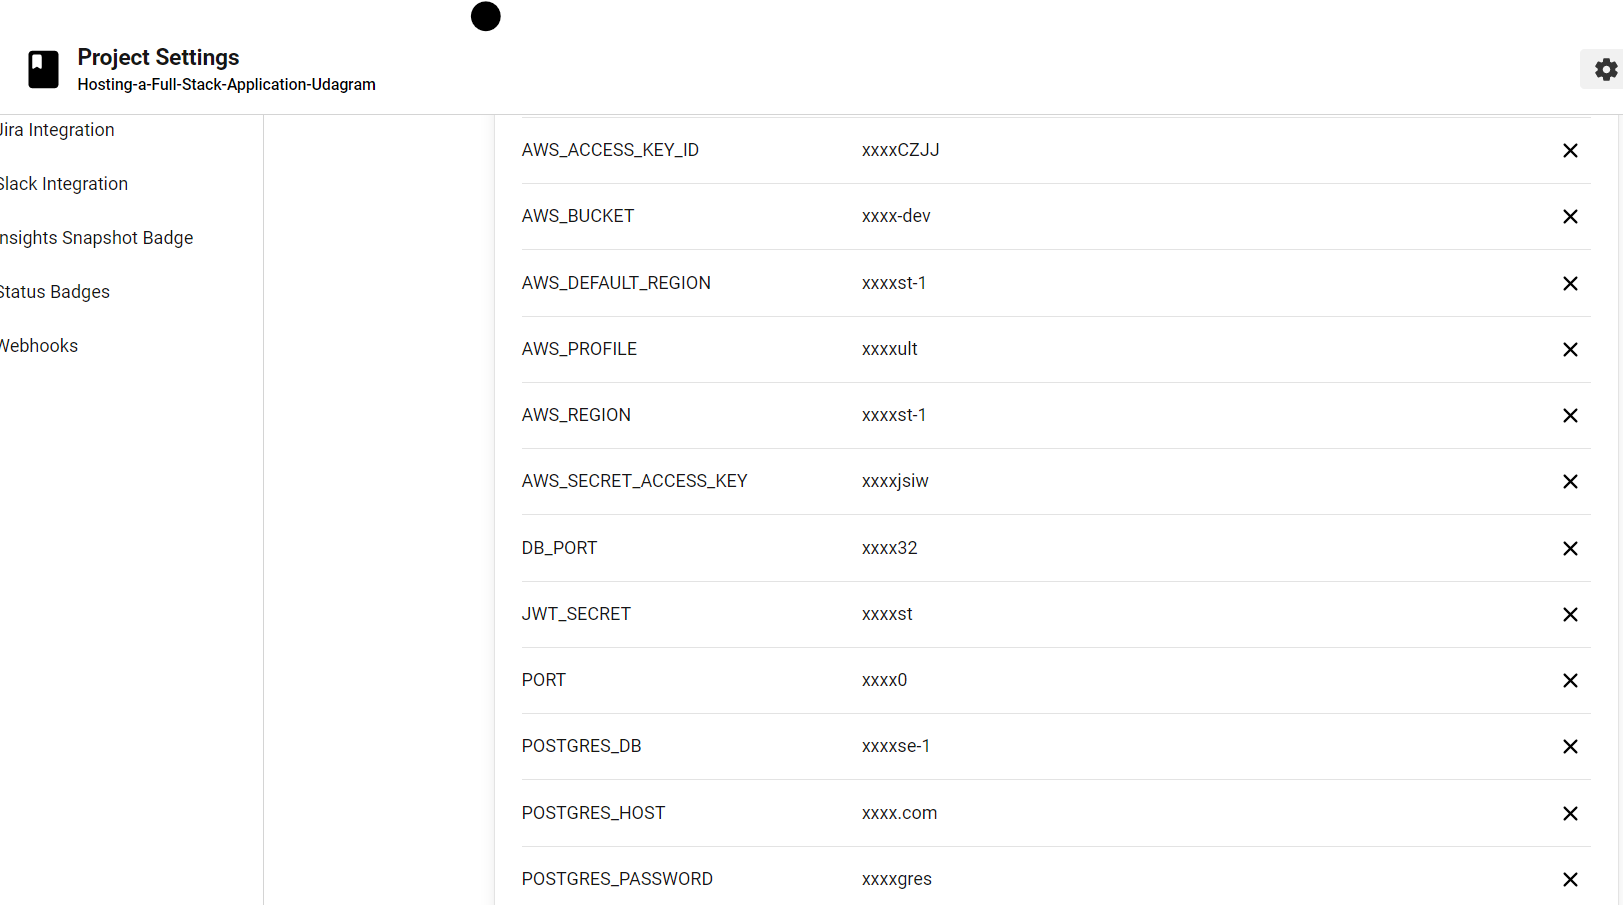 Project Settings
Hosting-a-Full-Stack-Application-Udagram
Jira Integration
Slack Integration
nsights Snapshot Badge
Status Badges
Webhooks
AWS_ACCESS_KEY_ID xxxxCZJJ
AWS_BUCKET xxxx-dev
AWS_DEFAULT_REGION xxxxst-1
AWS_PROFILE xxxxult
AWS_REGION xxxxst-1
AWS_SECRET_ACCESS_KEY xxxxjsiw
DB_PORT xxxx32
JWT_SECRET xxxxst
PORT xxxx0
POSTGRES_DB xxxxse-1
POSTGRES_HOST xxxx.com
POSTGRES_PASSWORD xxxxgres